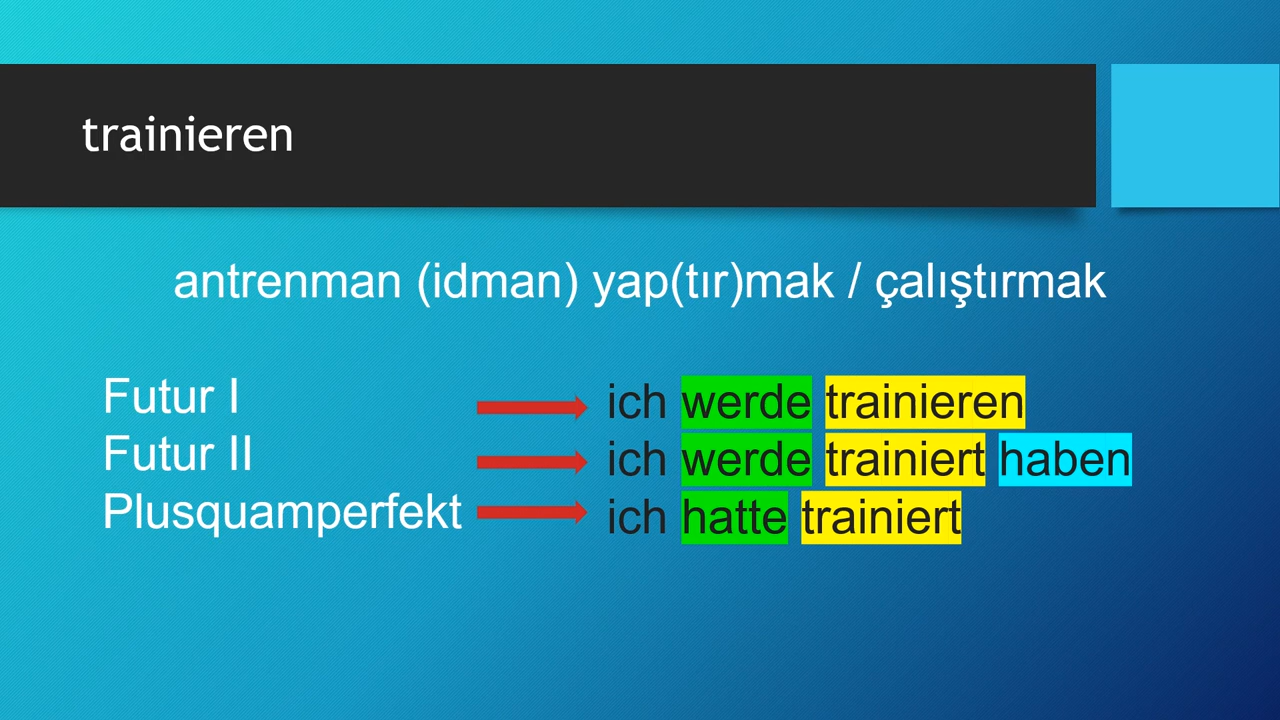 trainieren
antrenman (idman) yap(tır)mak / çalıştırmak
Futur I ich werde trainieren
Futur II ich werde trainiert haben
Plusquamperfekt ich hatte trainiert